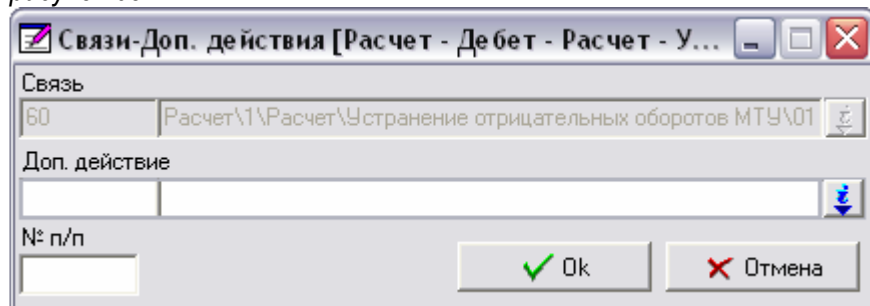 Связи-Доп. действия [Расчет - Дебет - Расчет - У...
Связь
60 Расчет\1\Расчет\Устранение отрицательных оборотов МТУ\01
Доп. действие
№ п/п
Ok Отмена